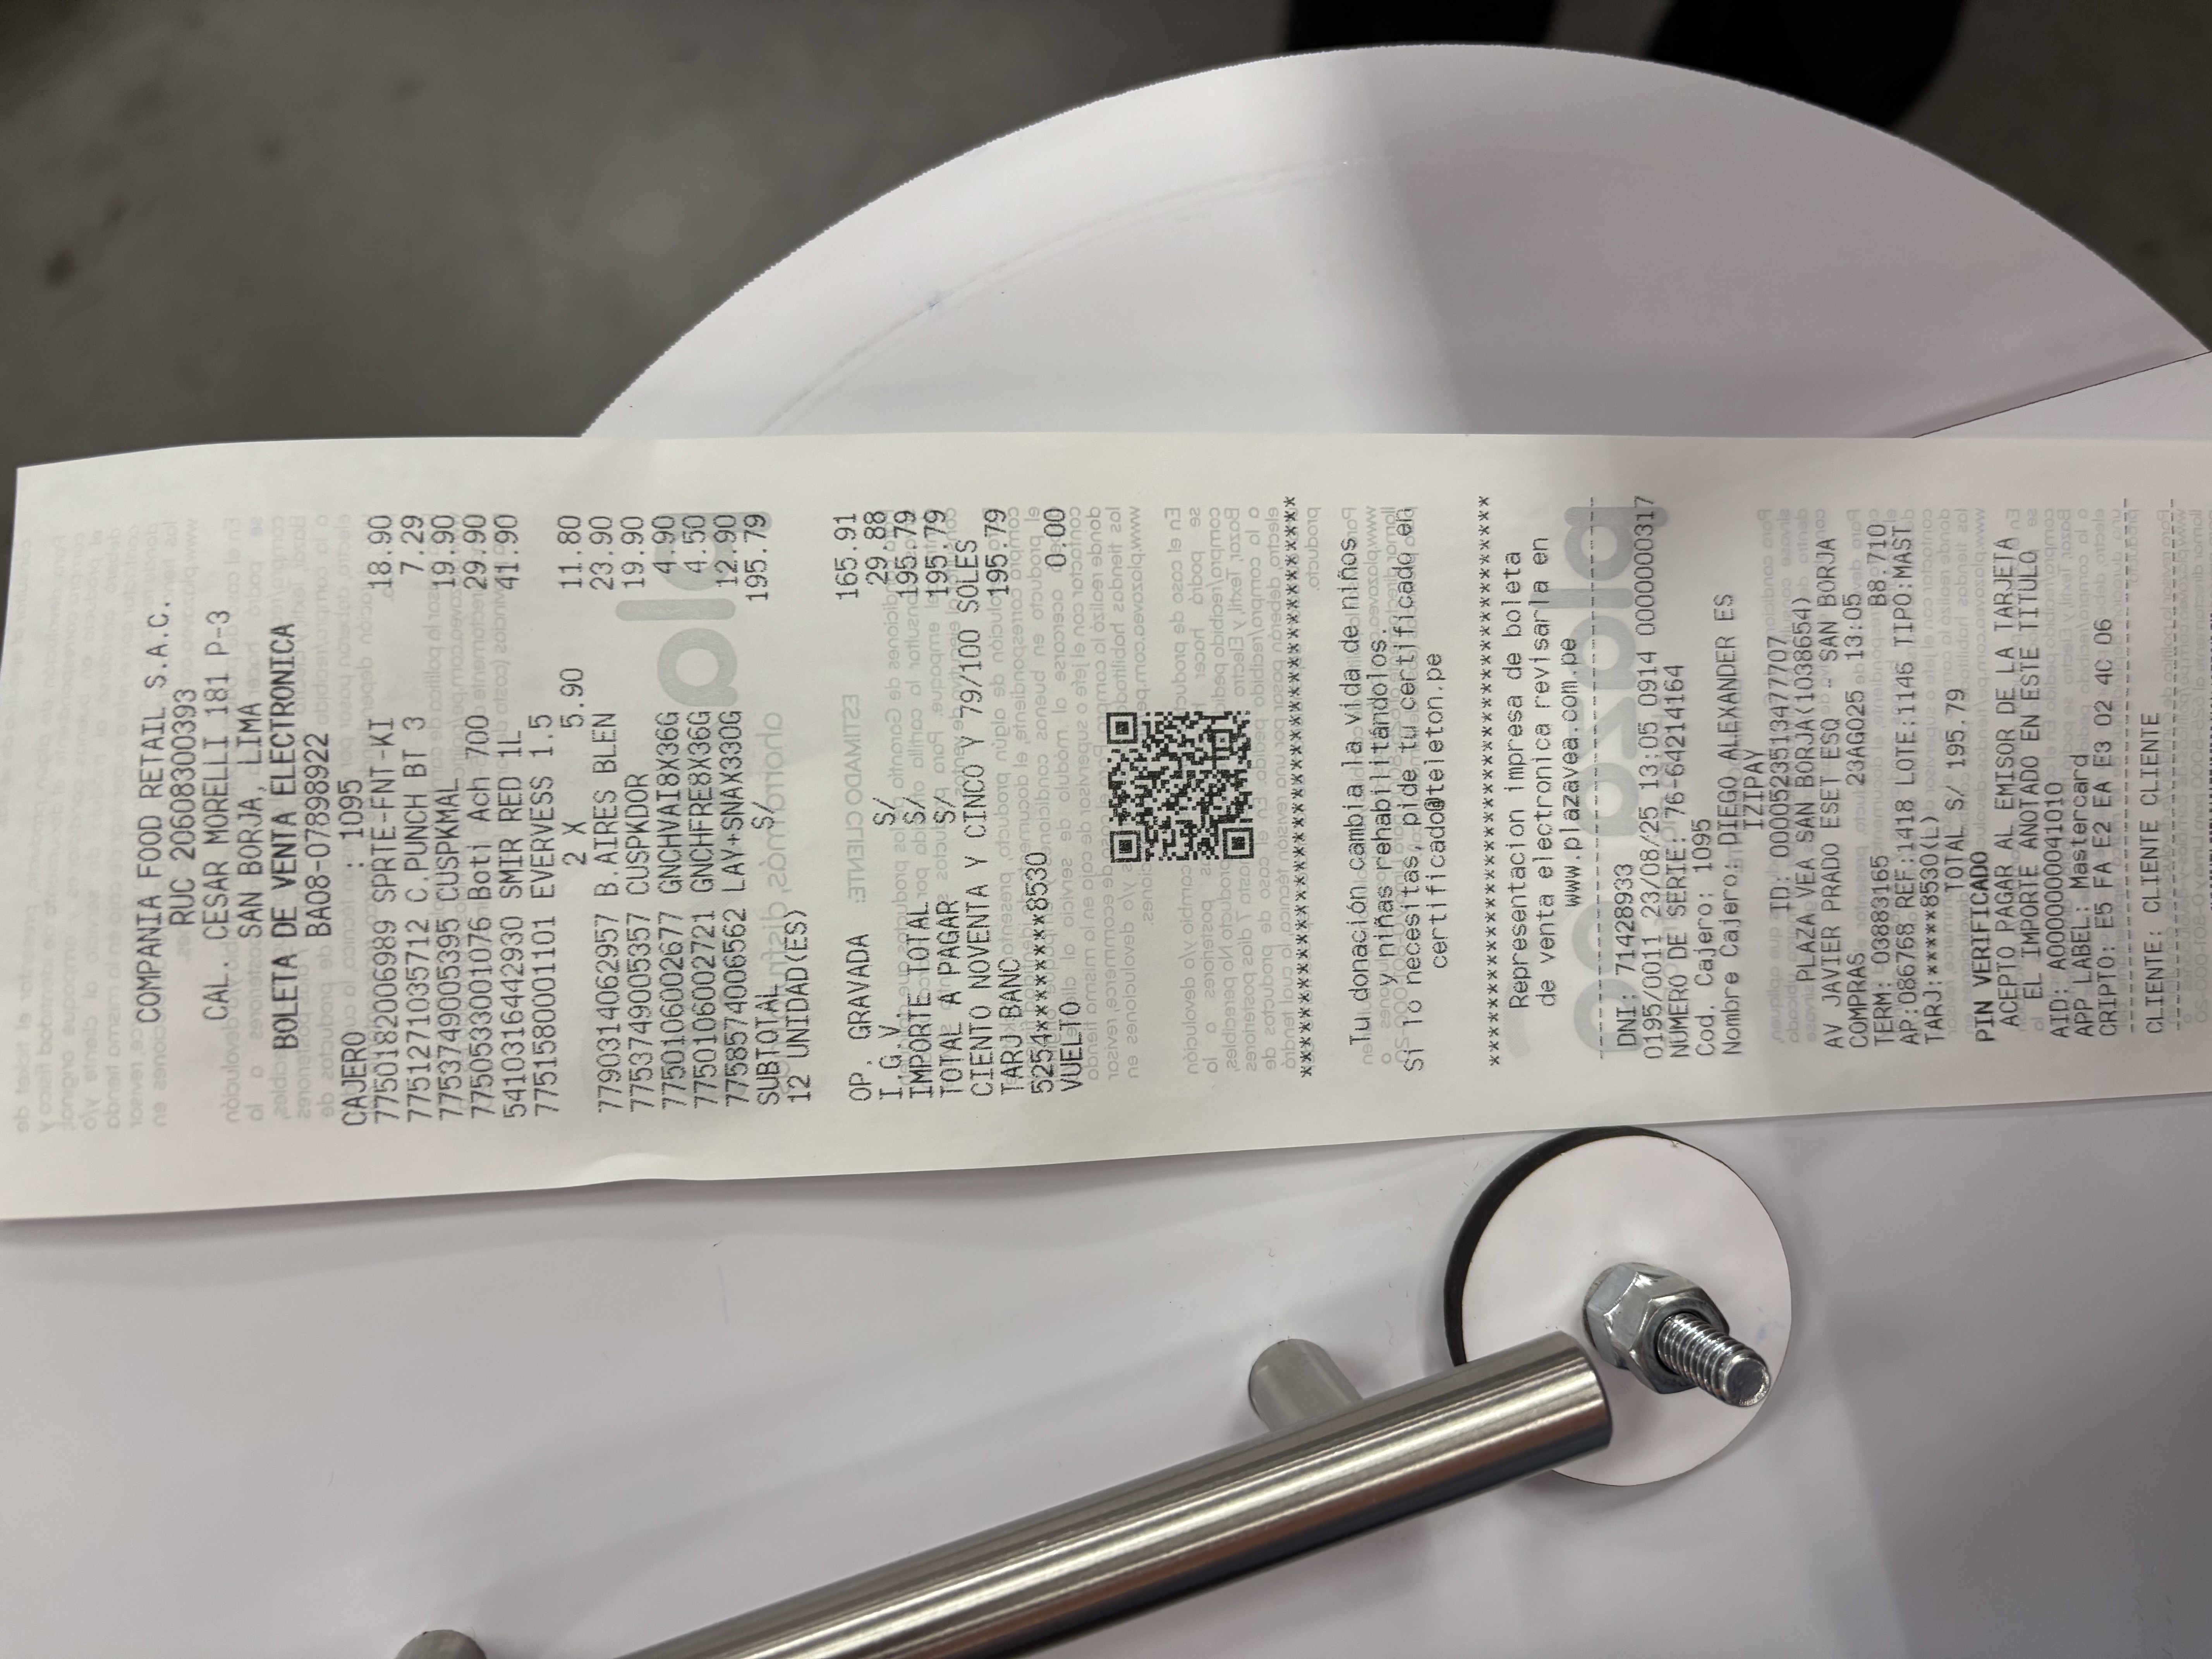 COMPANIA FOOD RETAIL S.A.C.
RUC 20608300393
CAL. CESAR MORELLI 181 P-3
SAN BORJA, LIMA
BOLETA DE VENTA ELECTRONICA
BA08-07898922
CAJERO : 1095
7750182006989 SPRTE-FNT-KI 18.90
7751271035712 C.PUNCH BT 3 7.29
7753749005395 CUSPKMAL 19.90
7750533001076 Boti Ach 700 29.90
5410316442930 SMIR RED 1L 41.90
7751580001101 EVERVESS 1.5
2 X 5.90 11.80
7790314062957 B.AIRES BLEN 23.90
7753749005357 CUSPKDOR 19.90
7750106002677 GNCHVAI8X36G 4.90
7750106002721 GNCHFRE8X36G 4.50
7758574006562 LAY+SNAX330G 12.90
SUBTOTAL S/ 195.79
12 UNIDAD(ES)
OP. GRAVADA 165.91
I.G.V. S/ 29.88
IMPORTE TOTAL S/ 195.79
TOTAL A PAGAR S/ 195.79
CIENTO NOVENTA Y CINCO Y 79/100 SOLES
TARJ BANC 195.79
5254********8530
VUELTO 0.00
***************************************
Tu donación cambia la vida de niños
y niñas rehabilitándolos.
Si lo necesitas, pide tu certificado en
certificado@teleton.pe
***************************************
Representacion impresa de boleta
de venta electronica revisarla en
www.plazavea.com.pe
DNI: 71428933
0195/0011 23/08/25 13:05 0914 0000000317
NUMERO DE SERIE: 76-64214164
Cod. Cajero: 1095
Nombre Cajero: DIEGO ALEXANDER ES
IZIPAY
ID: 0000523513477707
PLAZA VEA SAN BORJA(1038654)
AV JAVIER PRADO ESET ESQ - SAN BORJA
COMPRAS 23AGO25 13:05
TERM: 03883165 B8.710
AP:086768 REF:1418 LOTE:1146 TIPO:MAST
TARJ:*****8530(L)
TOTAL S/ 195.79
PIN VERIFICADO
ACEPTO PAGAR AL EMISOR DE LA TARJETA
EL IMPORTE ANOTADO EN ESTE TITULO
AID: A0000000041010
APP LABEL: Mastercard
CRIPTO: E5 FA E2 EA E3 02 4C 06
CLIENTE: CLIENTE CLIENTE